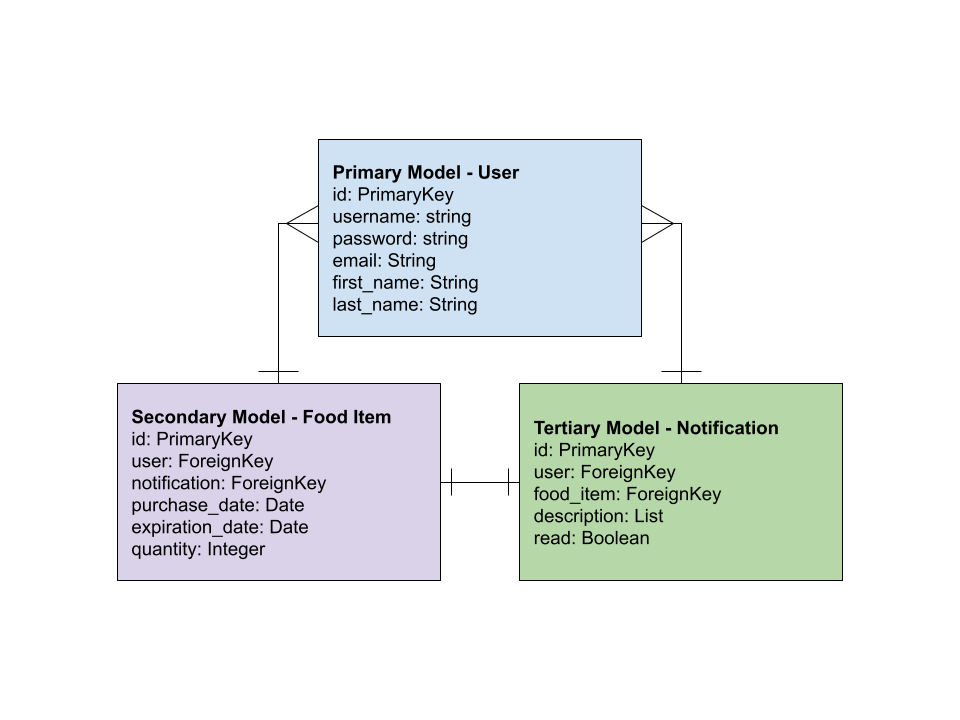 Primary Model - User
id: PrimaryKey
username: string
password: string
email: String
first_name: String
last_name: String
Secondary Model - Food Item
id: PrimaryKey
user: ForeignKey
notification: ForeignKey
purchase_date: Date
expiration_date: Date
quantity: Integer
Tertiary Model - Notification
id: PrimaryKey
user: ForeignKey
food_item: ForeignKey
description: List
read: Boolean